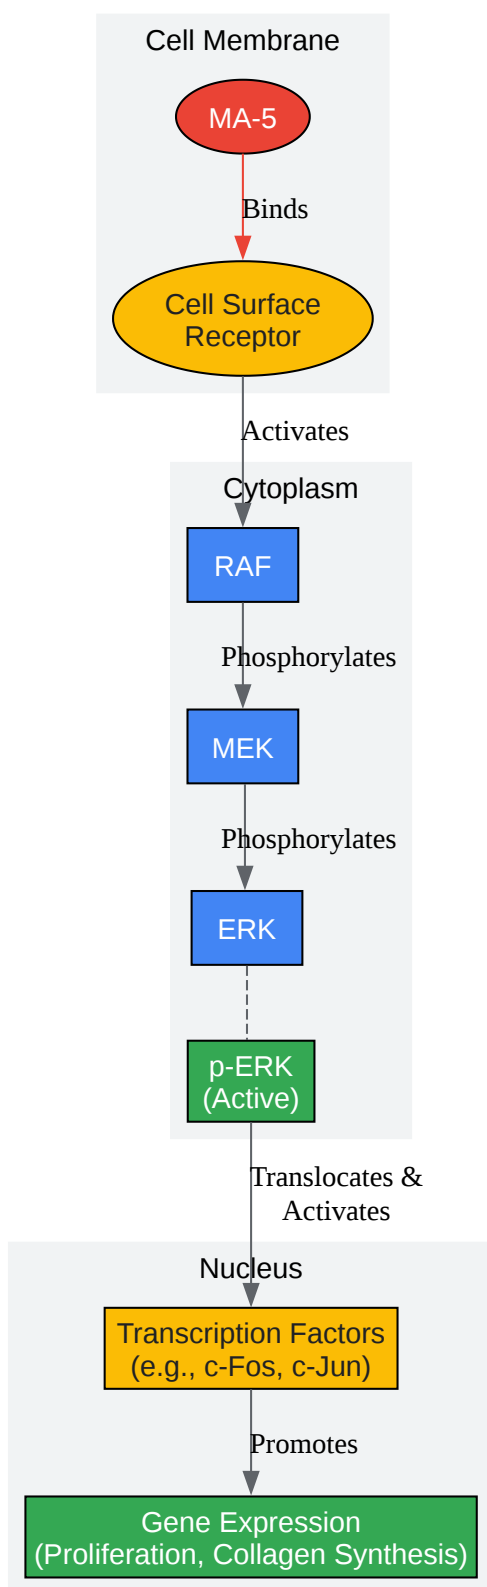 Cell Membrane
MA-5
Binds
Cell Surface
Receptor
Activates
Cytoplasm
RAF
Phosphorylates
MEK
Phosphorylates
ERK
p-ERK
(Active)
Translocates &
Activates
Nucleus
Transcription Factors
(e.g., c-Fos, c-Jun)
Promotes
Gene Expression
(Proliferation, Collagen Synthesis)